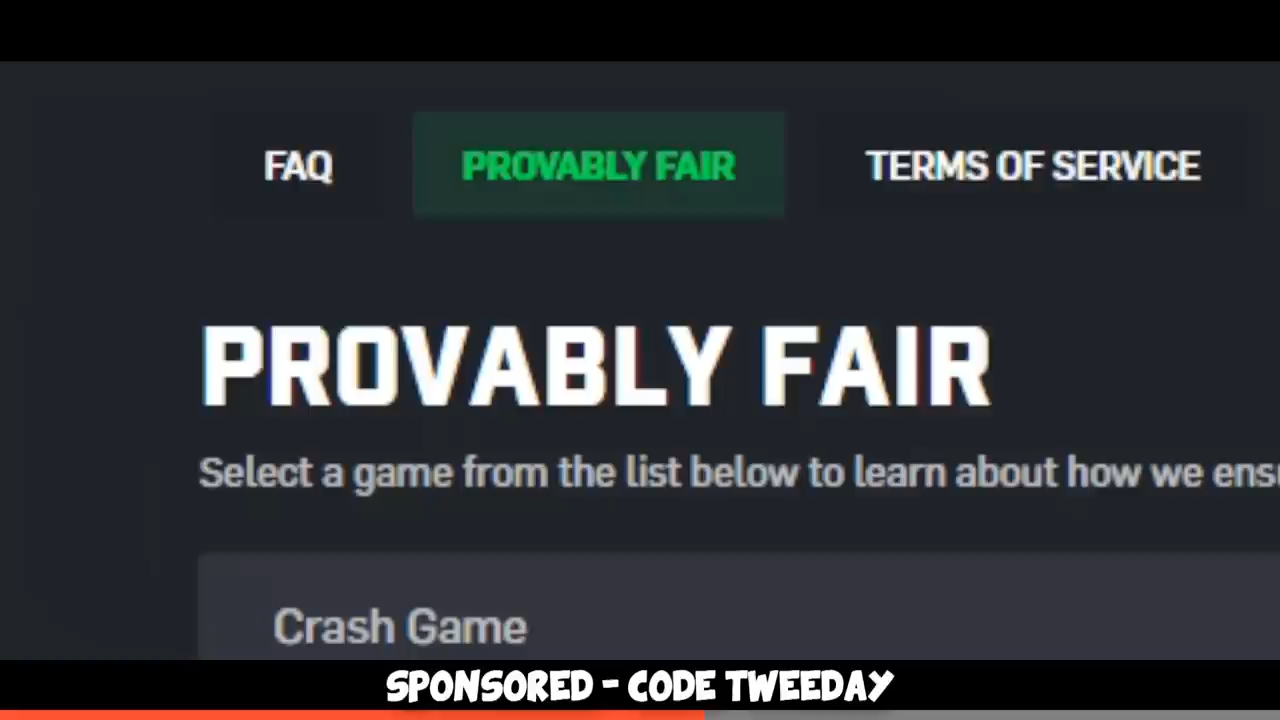 FAQ PROVABLY FAIR TERMS OF SERVICE
PROVABLY FAIR
Select a game from the list below to learn about how we ens
Crash Game
SPONSORED - CODE TWEEDAY